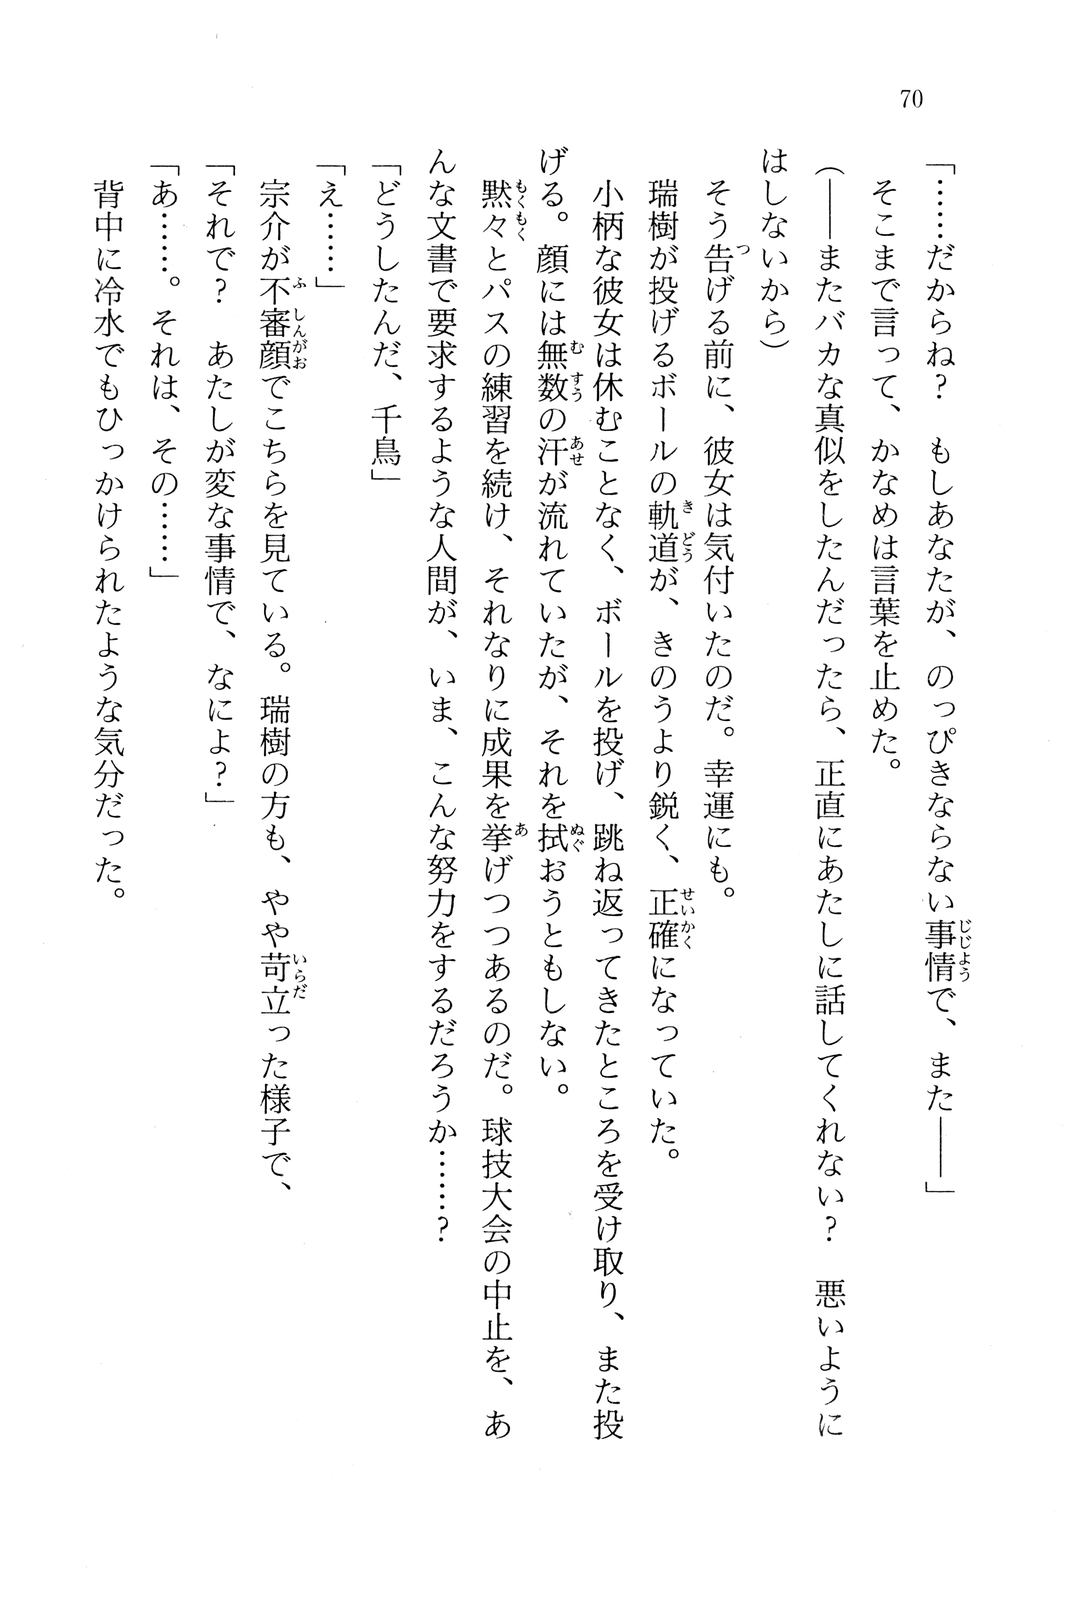 70
「……だからね？　もしあなたが、のっぴきならない事情で、また――」
そこまで言って、かなめは言葉を止めた。
（――またバカな真似をしたんだったら、正直にあたしに話してくれない？　悪いように
はしないから）
そう告げる前に、彼女は気付いたのだ。幸運にも。
瑞樹が投げるボールの軌道が、きのうより鋭く、正確になっていた。
小柄な彼女は休むことなく、ボールを投げ、跳ね返ってきたところを受け取り、また投
げる。顔には無数の汗が流れていたが、それを拭おうともしない。
黙々とパスの練習を続け、それなりに成果を挙げつつあるのだ。球技大会の中止を、あ
んな文書で要求するような人間が、いま、こんな努力をするだろうか……？
「どうしたんだ、千鳥」
「え……」
宗介が不審顔でこちらを見ている。瑞樹の方も、やや苛立った様子で、
「それで？　あたしが変な事情で、なによ？」
「あ……。それは、その……」
背中に冷水でもひっかけられたような気分だった。